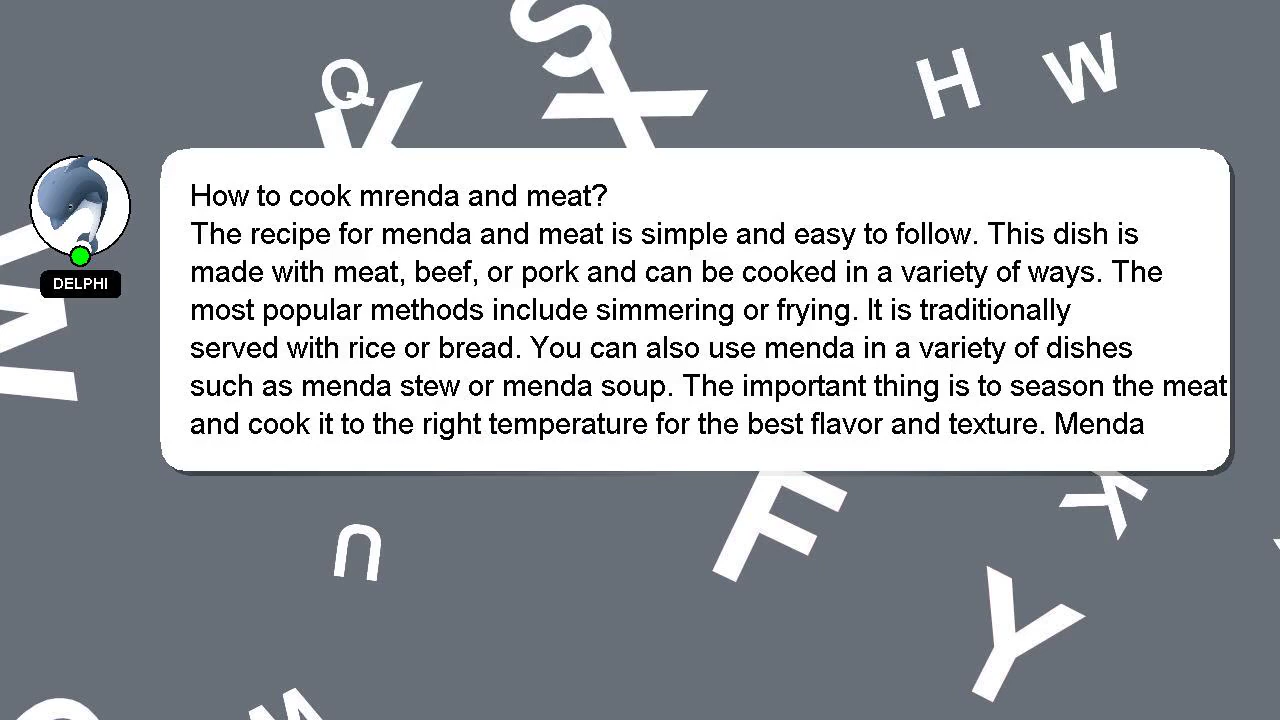 S
Q
H
W
K
X
How to cook mrenda and meat?
The recipe for menda and meat is simple and easy to follow. This dish is
made with meat, beef, or pork and can be cooked in a variety of ways. The
most popular methods include simmering or frying. It is traditionally
served with rice or bread. You can also use menda in a variety of dishes
such as menda stew or menda soup. The important thing is to season the meat
and cook it to the right temperature for the best flavor and texture. Menda
DELPHI
F
U
Y